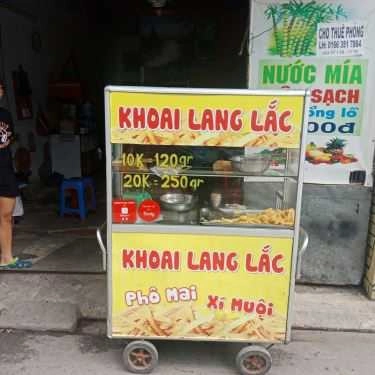 CHO THUÊ PHÒNG
NƯỚC MÍA
SẠCH
KHOAI LANG LẮC
10K = 120gr
20K = 250gr
KHOAI LANG LẮC
Phô Mai Xí Muội